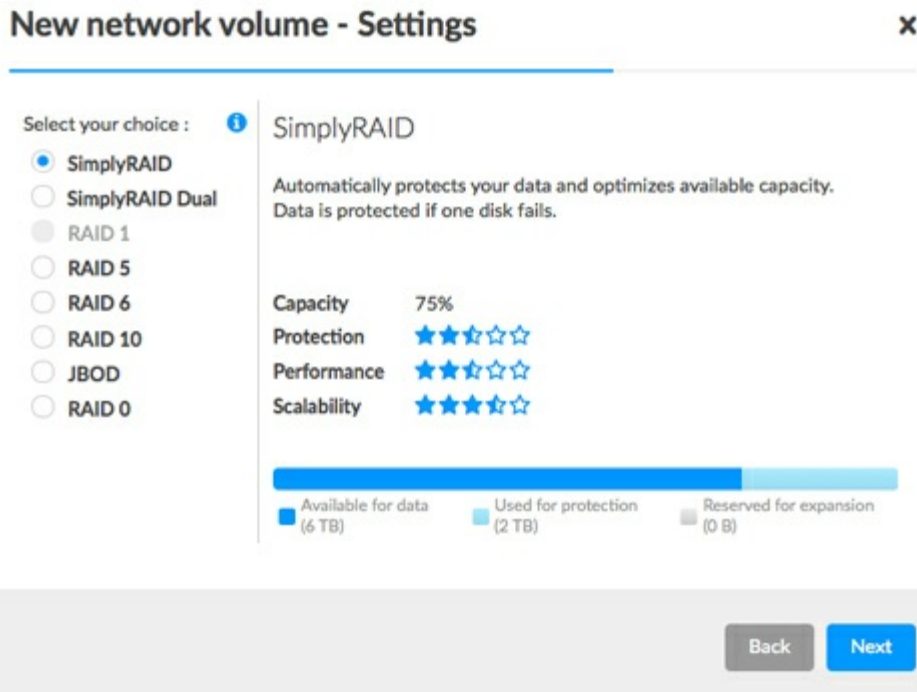 New network volume - Settings
Select your choice :
SimplyRAID
SimplyRAID Dual
RAID 1
RAID 5
RAID 6
RAID 10
JBOD
RAID 0
SimplyRAID
Automatically protects your data and optimizes available capacity.
Data is protected if one disk fails.
Capacity 75%
Protection
Performance
Scalability
Available for data
(6 TB)
Used for protection
(2 TB)
Reserved for expansion
(0 B)
Back
Next